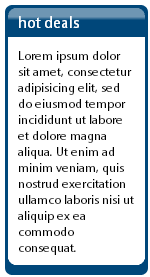 hot deals
Lorem ipsum dolor
sit amet, consectetur
adipisicing elit, sed
do eiusmod tempor
incididunt ut labore
et dolore magna
aliqua. Ut enim ad
minim veniam, quis
nostrud exercitation
ullamco laboris nisi ut
aliquip ex ea
commodo
consequat.